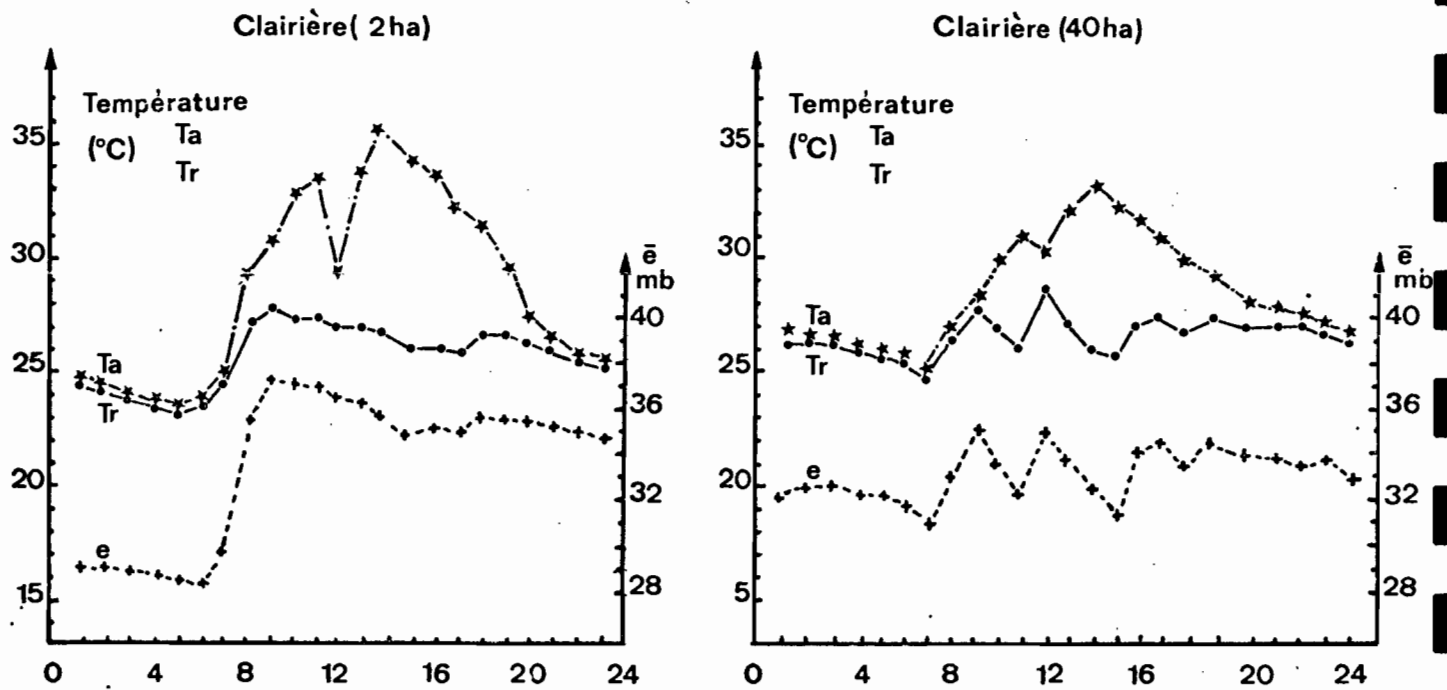 Clairière ( 2ha)
Température
(°C)
Ta
Tr
35
30
25
20
15
Ta
Tr
e
ē
mb
40
36
32
28
0 4 8 12 16 20 24
Clairière (40ha)
Température
(°C)
Ta
Tr
35
30
25
20
5
Ta
Tr
e
ē
mb
40
36
32
28
0 4 8 12 16 20 24